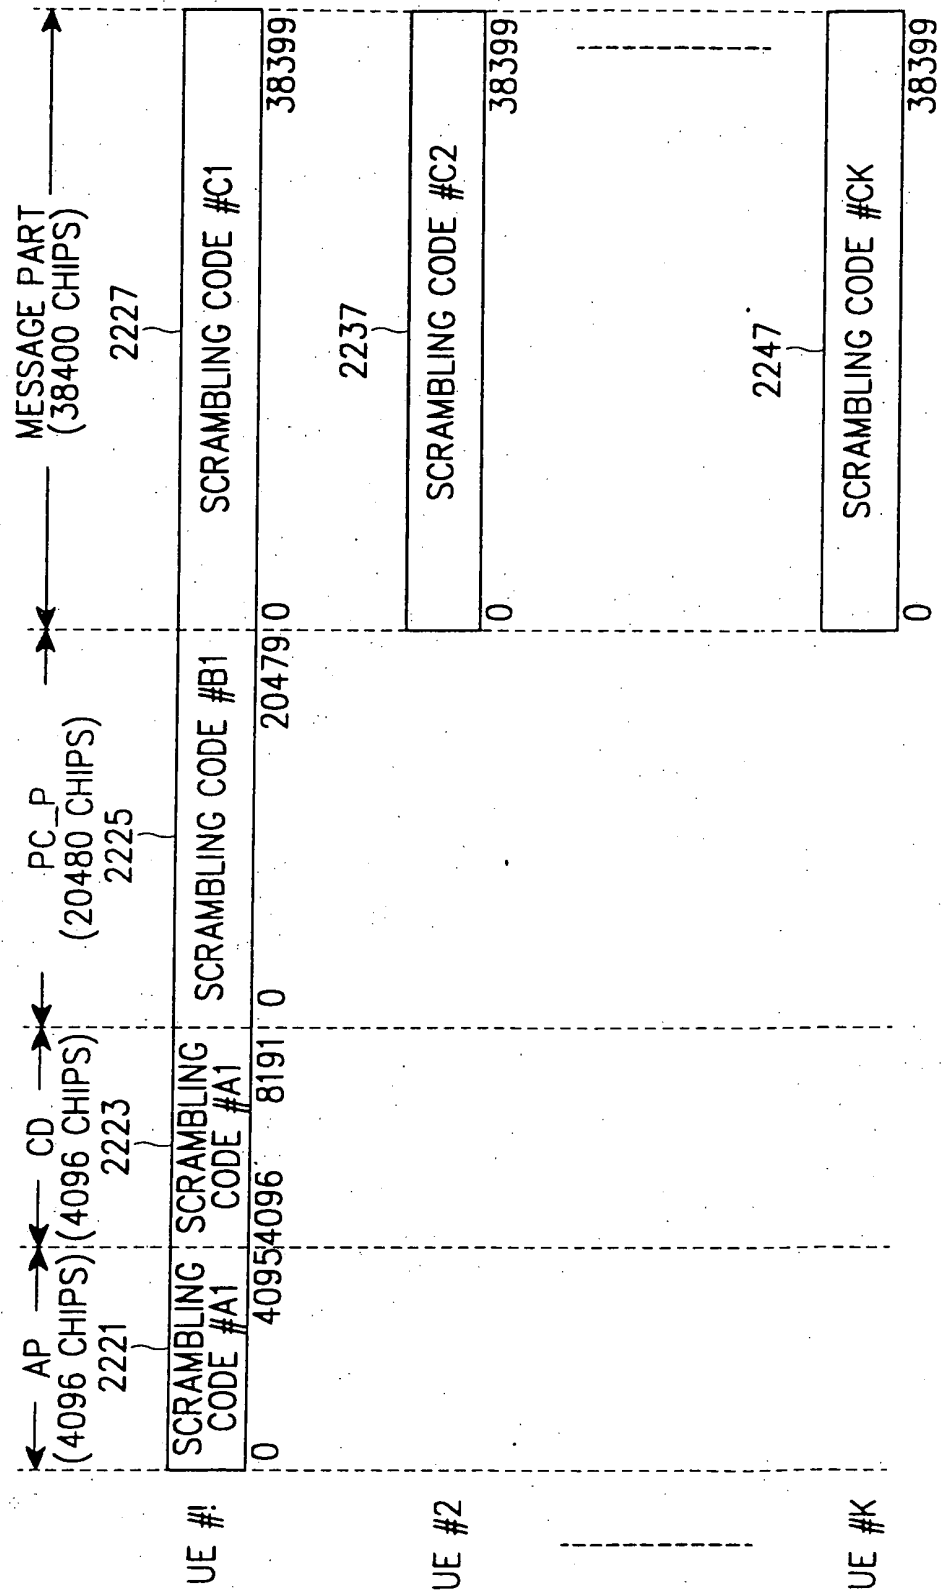 AP
(4096 CHIPS)
2221
CD
(4096 CHIPS)
2223
PC_P
(20480 CHIPS)
2225
MESSAGE PART
(38400 CHIPS)
2227
UE #!
SCRAMBLING
CODE #A1
SCRAMBLING
CODE #A1
SCRAMBLING CODE #B1
SCRAMBLING CODE #C1
0
4095
4096
8191
0
20479
0
38399
UE #2
2237
SCRAMBLING CODE #C2
0
38399
UE #K
2247
SCRAMBLING CODE #CK
0
38399